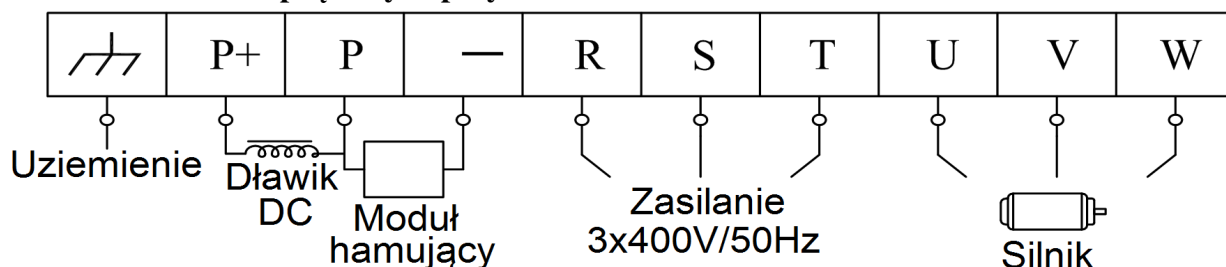 P+ P — R S T U V W
Uziemienie
Dławik
DC
Moduł
hamujący
Zasilanie
3x400V/50Hz
Silnik